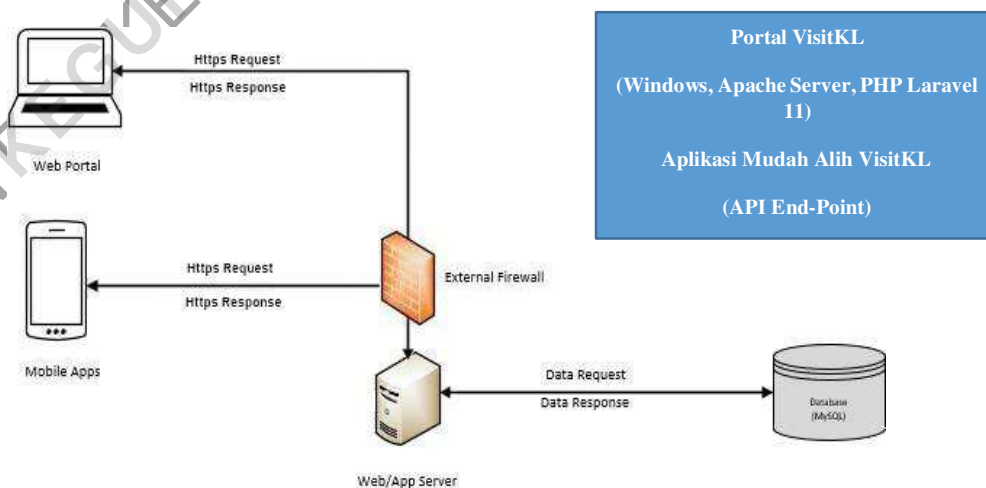 Https Request
Https Response
Web Portal
Portal VisitKL
(Windows, Apache Server, PHP Laravel
11)
Aplikasi Mudah Alih VisitKL
(API End-Point)
Https Request
Https Response
External Firewall
Mobile Apps
Data Request
Data Response
Database
(MySQL)
Web/App Server